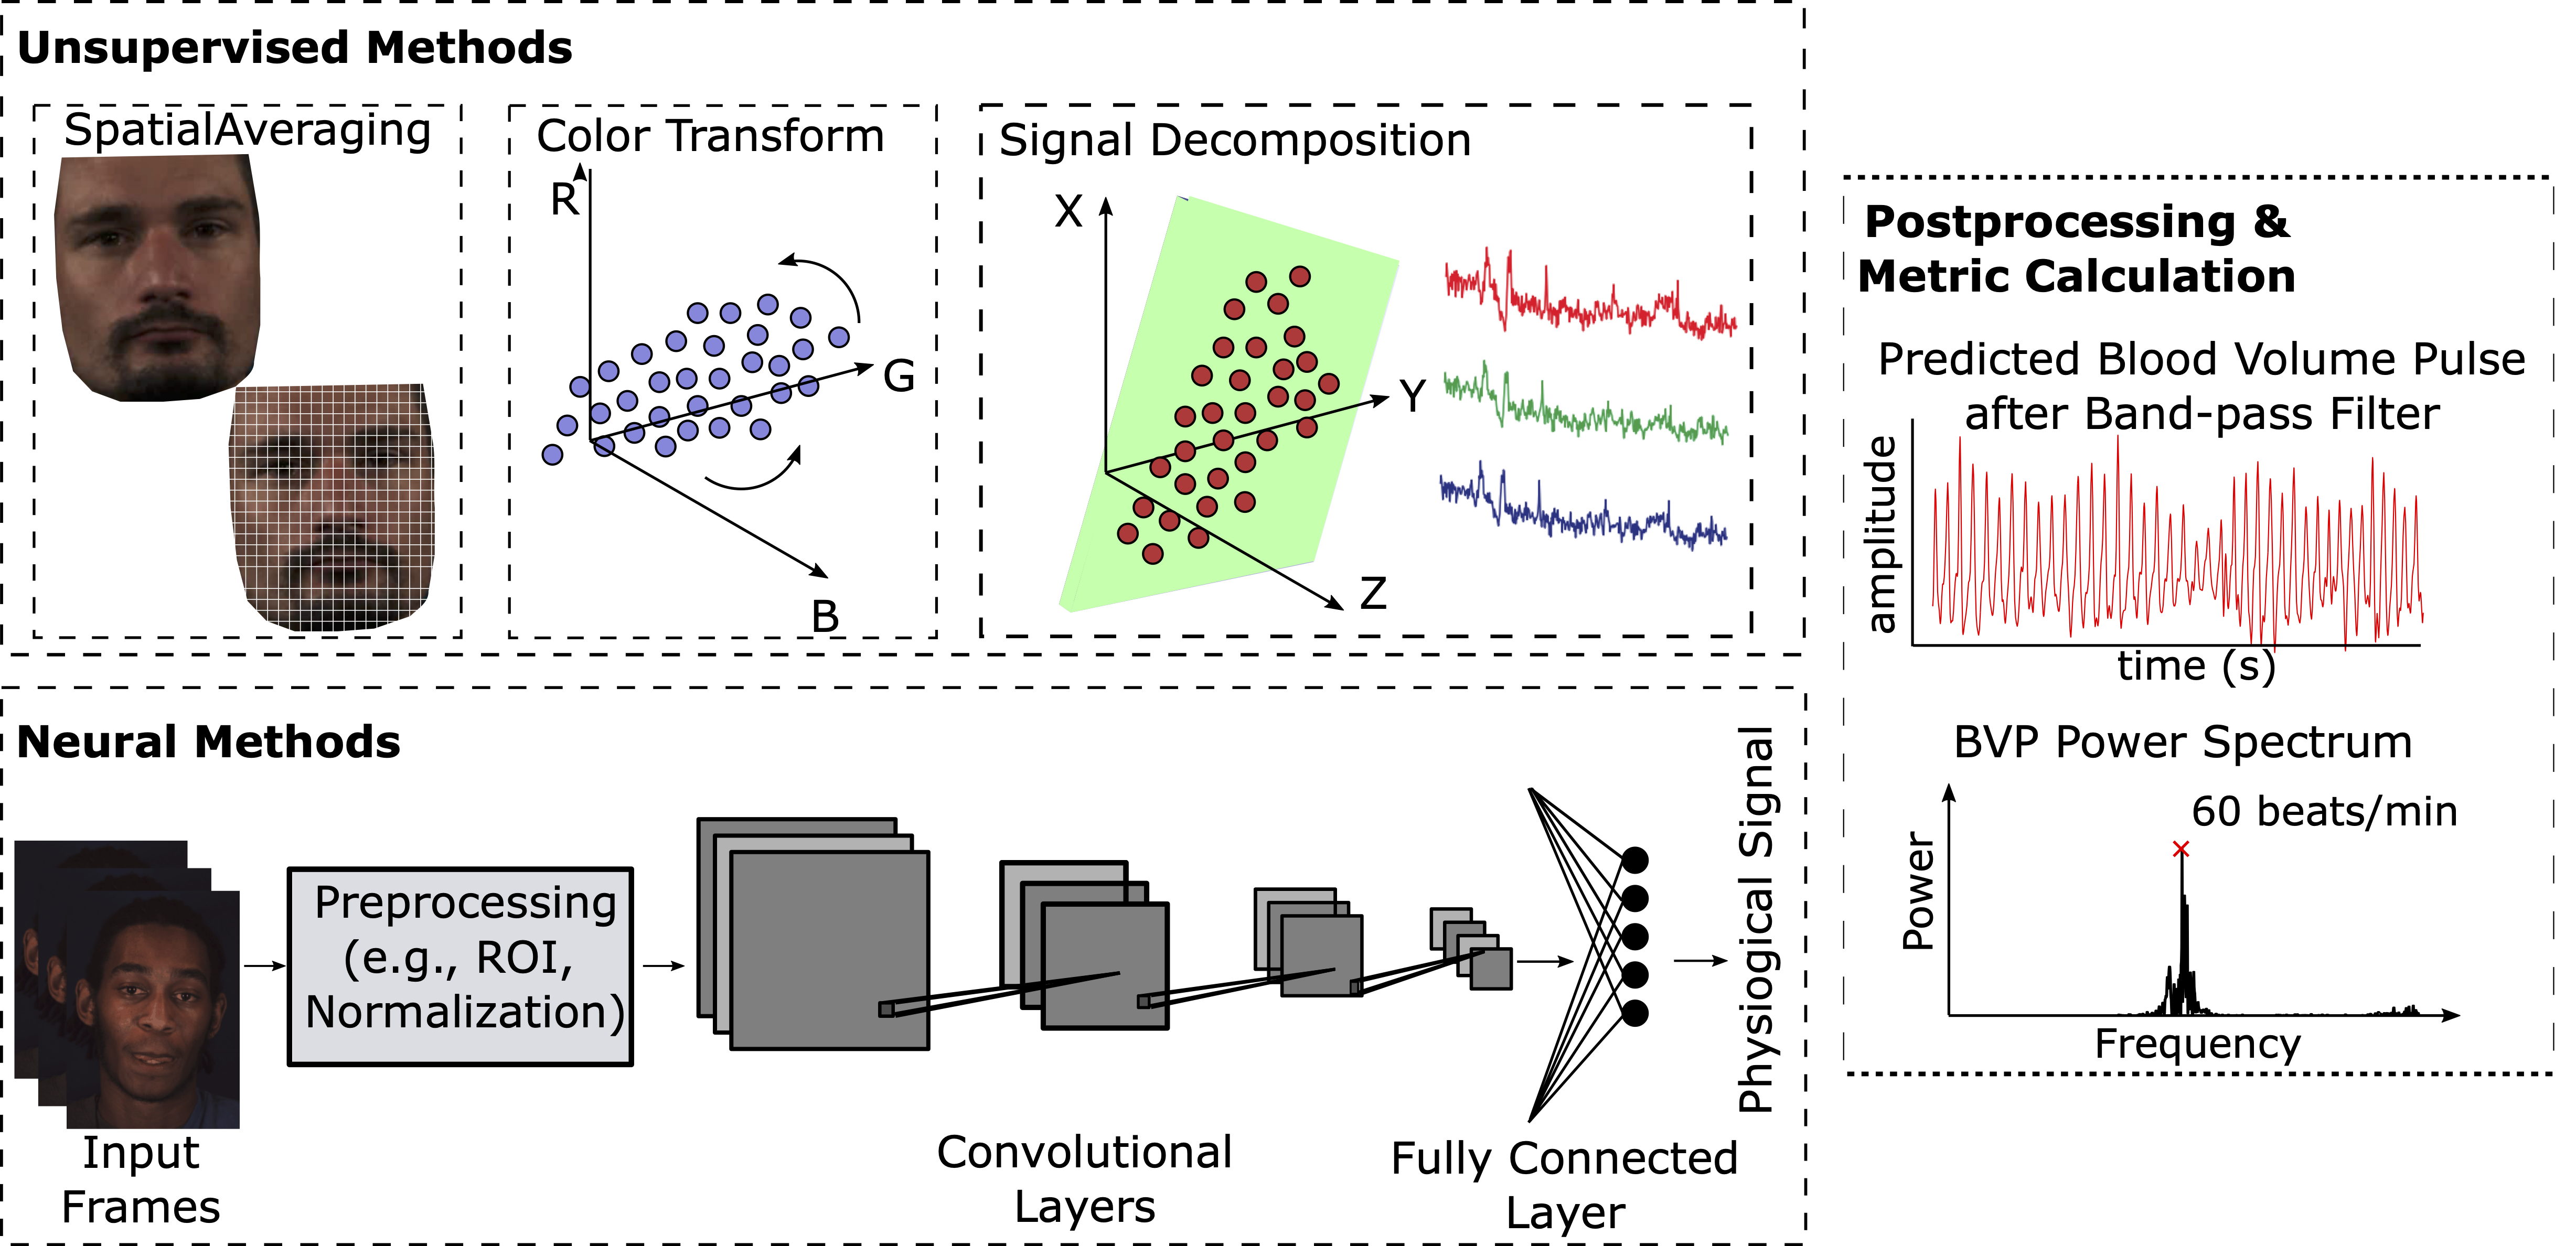 Unsupervised Methods
SpatialAveraging
Color Transform
R
G
B
Signal Decomposition
X
Y
Z
Neural Methods
Input
Frames
Preprocessing
(e.g., ROI,
Normalization)
Convolutional
Layers
Fully Connected
Layer
Physiological Signal
Postprocessing &
Metric Calculation
Predicted Blood Volume Pulse
after Band-pass Filter
amplitude
time (s)
BVP Power Spectrum
60 beats/min
Power
Frequency